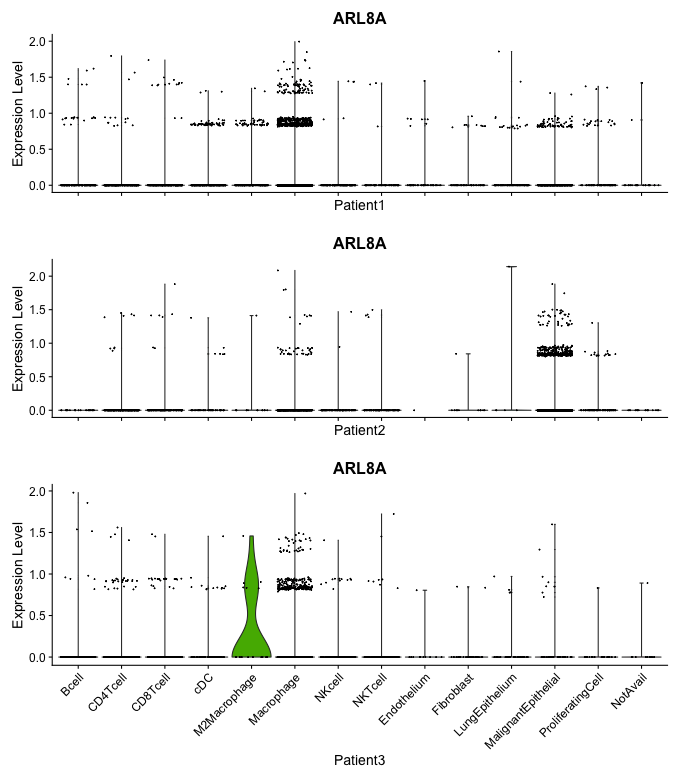 ARL8A
Expression Level
2.0
1.5
1.0
0.5
0.0
Patient1
ARL8A
Expression Level
2.0
1.5
1.0
0.5
0.0
Patient2
ARL8A
Expression Level
2.0
1.5
1.0
0.5
0.0
Bcell
CD4Tcell
CD8Tcell
cDC
M2Macrophage
Macrophage
NKcell
NKTcell
Endothelium
Fibroblast
LungEpithelium
MalignantEpithelial
ProliferatingCell
NotAvail
Patient3